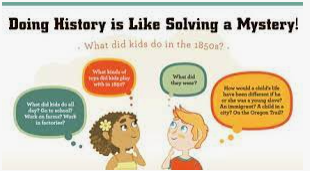 Doing History is Like Solving a Mystery!
. What did kids do in the 1850s? .
What kinds of
toys did kids play
with in 1850?
What did
they wear?
What did kids do all
day? Go to school?
Work on farms? Work
in factories?
How would a child's life
have been different if he
or she was a young slave?
An immigrant? A child in a
city? On the Oregon Trail?